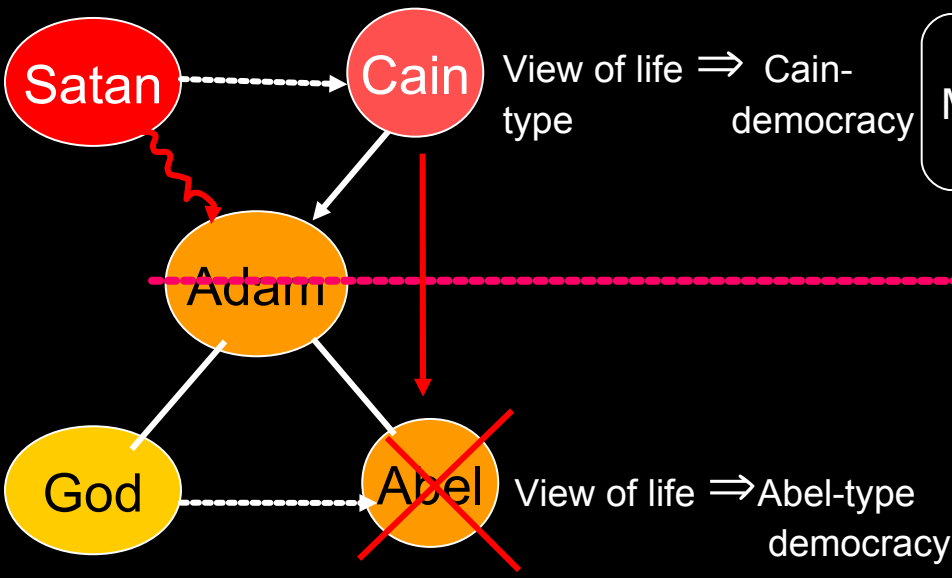 Satan
Cain
View of life ⇒ Cain-
type democracy
M
Adam
God
Abel
View of life ⇒Abel-type
democracy